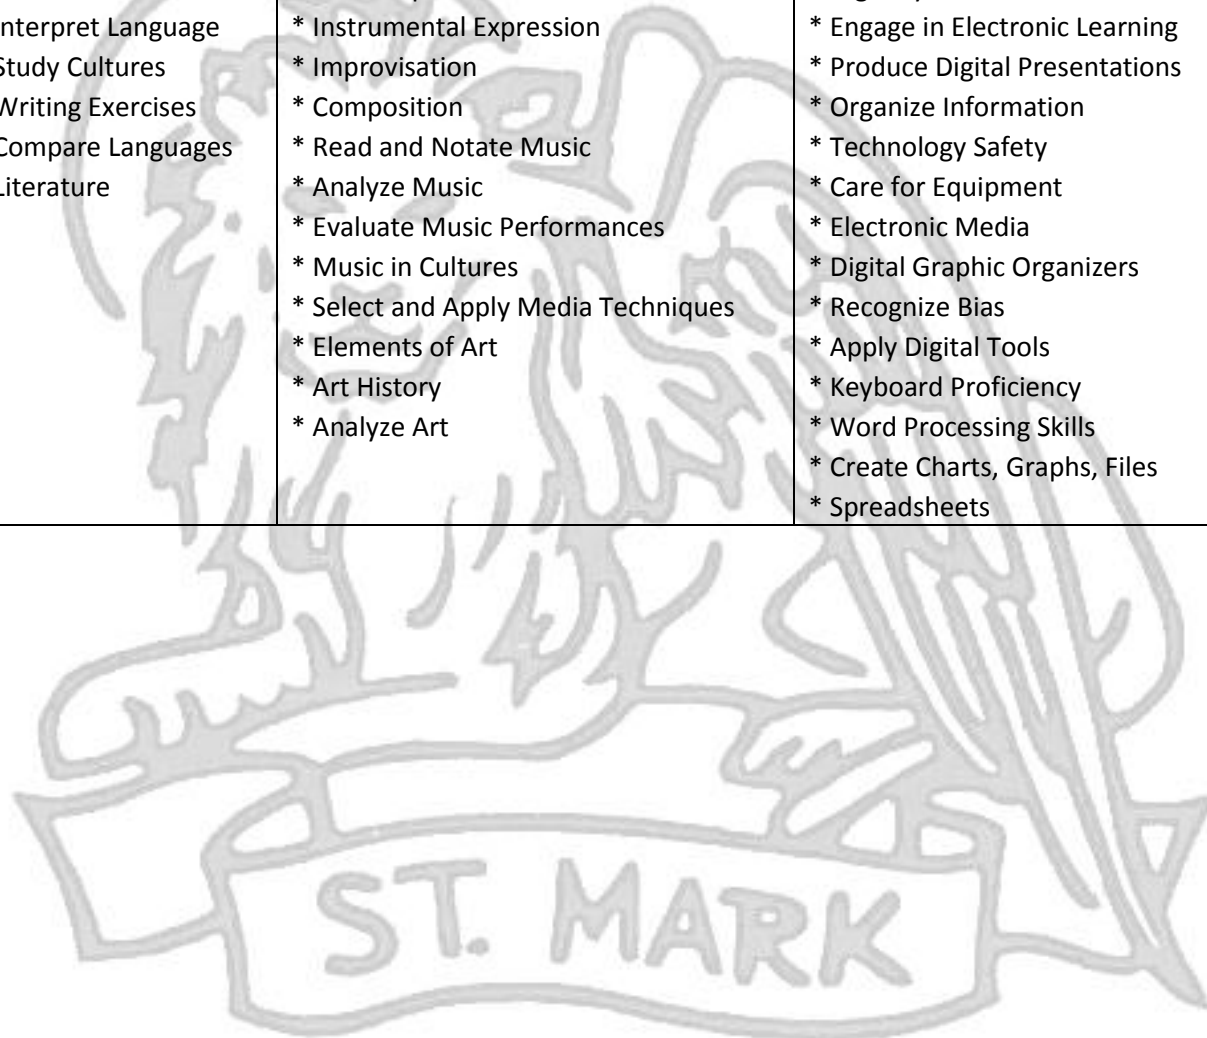 Interpret Language
Study Cultures
Writing Exercises
Compare Languages
Literature
* Instrumental Expression
* Improvisation
* Composition
* Read and Notate Music
* Analyze Music
* Evaluate Music Performances
* Music in Cultures
* Select and Apply Media Techniques
* Elements of Art
* Art History
* Analyze Art
* Engage in Electronic Learning
* Produce Digital Presentations
* Organize Information
* Technology Safety
* Care for Equipment
* Electronic Media
* Digital Graphic Organizers
* Recognize Bias
* Apply Digital Tools
* Keyboard Proficiency
* Word Processing Skills
* Create Charts, Graphs, Files
* Spreadsheets
ST. MARK